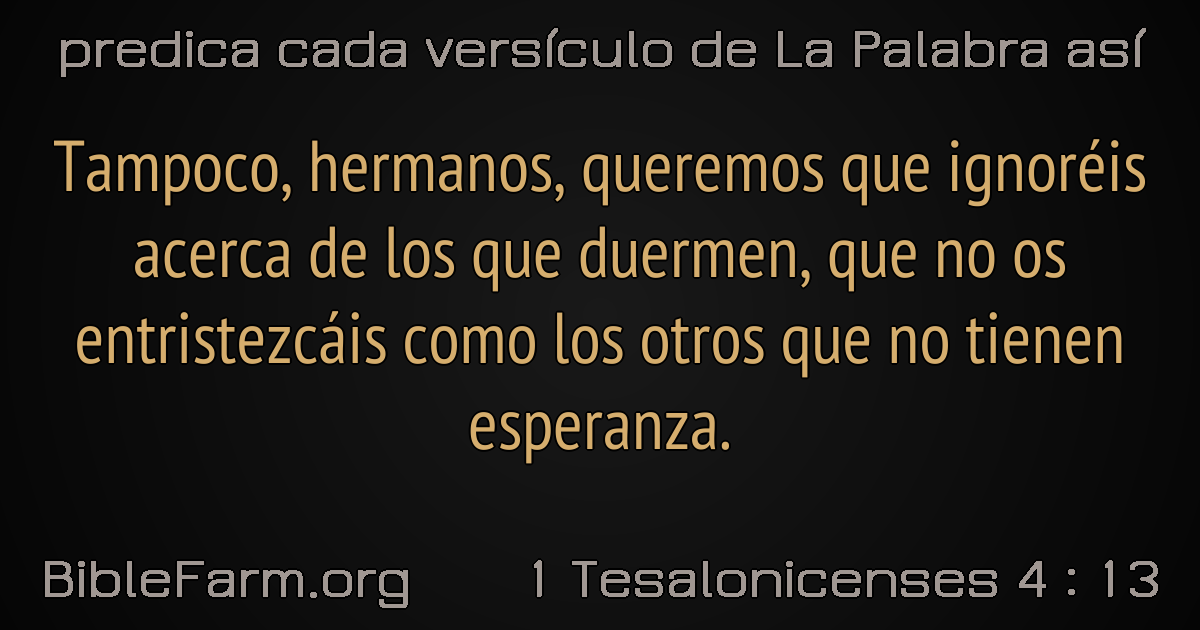 predica cada versículo de La Palabra así
Tampoco, hermanos, queremos que ignoréis
acerca de los que duermen, que no os
entristezcáis como los otros que no tienen
esperanza.
BibleFarm.org 1 Tesalonicenses 4 : 13